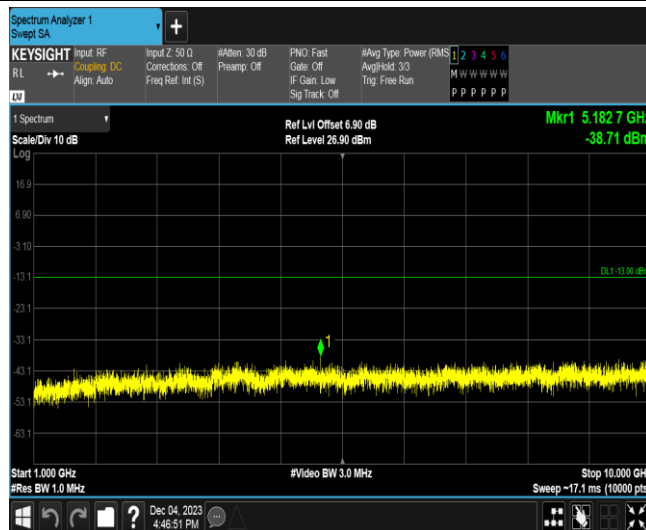 Spectrum Analyzer 1
Swept SA
KEYSIGHT
RL
LXI
Input: RF
Coupling: DC
Align: Auto
Input Z: 50 Ω
Corrections: Off
Freq Ref: Int (S)
#Atten: 30 dB
Preamp: Off
PNO: Fast
Gate: Off
IF Gain: Low
Sig Track: Off
#Avg Type: Power (RMS
Avg|Hold: 3/3
Trig: Free Run
1 2 3 4 5 6
M W W W W W
P P P P P P
1 Spectrum
Scale/Div 10 dB
Log
Ref Lvl Offset 6.90 dB
Ref Level 26.90 dBm
Mkr1 5.182 7 GHz
-38.71 dBm
16.9
6.90
-3.10
-13.1
DL1 -13.00 dBm
-23.1
-33.1
1
-43.1
-53.1
-63.1
Start 1.000 GHz
#Res BW 1.0 MHz
#Video BW 3.0 MHz
Stop 10.000 GH
Sweep ~17.1 ms (10000 pts
?
Dec 04, 2023
4:46:51 PM